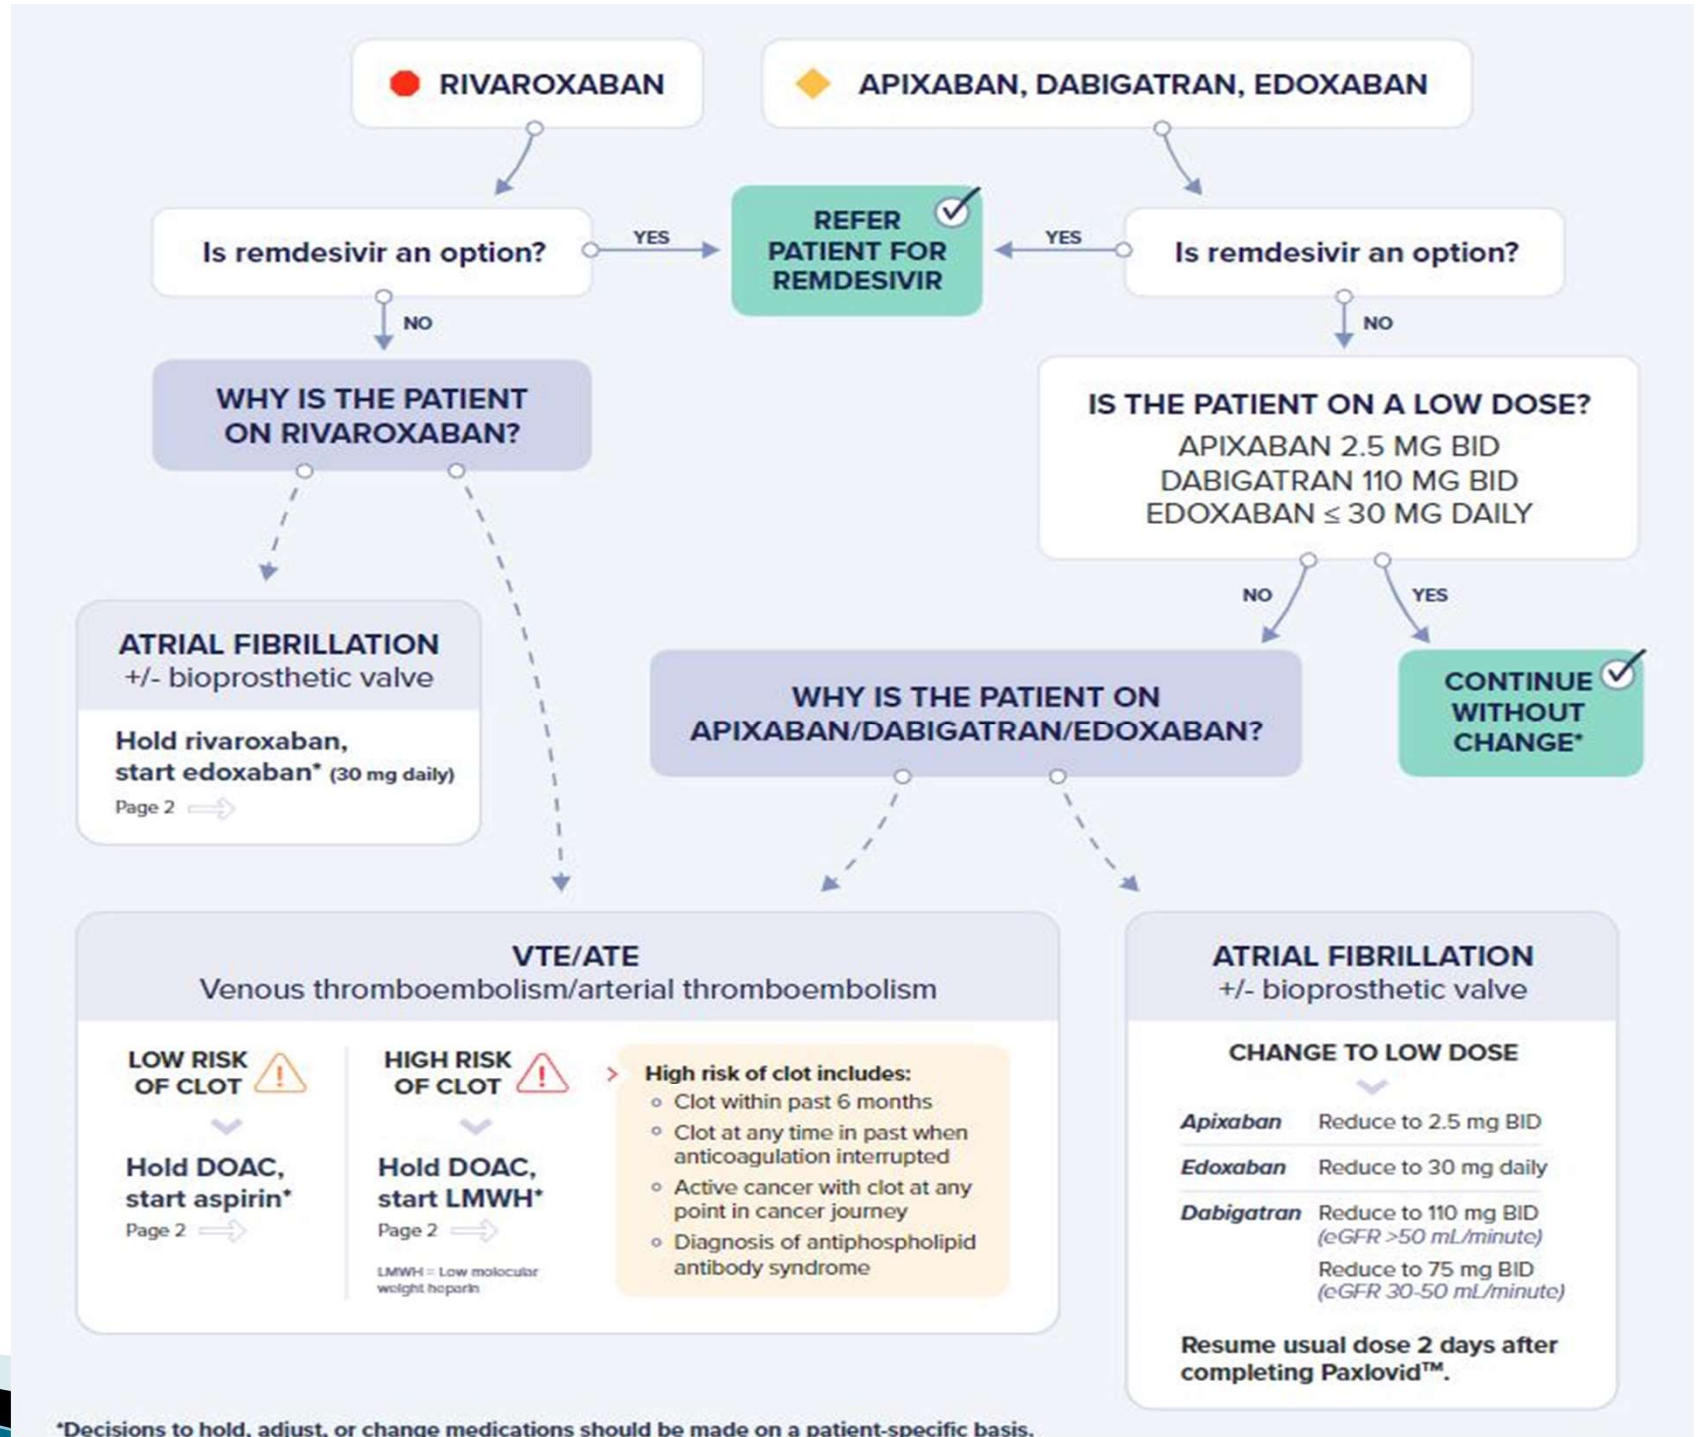 RIVAROXABAN
APIXABAN, DABIGATRAN, EDOXABAN
Is remdesivir an option?
YES
REFER
PATIENT FOR
REMDESIVIR
YES
Is remdesivir an option?
NO
NO
WHY IS THE PATIENT
ON RIVAROXABAN?
IS THE PATIENT ON A LOW DOSE?
APIXABAN 2.5 MG BID
DABIGATRAN 110 MG BID
EDOXABAN ≤ 30 MG DAILY
NO
YES
ATRIAL FIBRILLATION
+/- bioprosthetic valve
Hold rivaroxaban,
start edoxaban* (30 mg daily)
Page 2
WHY IS THE PATIENT ON
APIXABAN/DABIGATRAN/EDOXABAN?
CONTINUE
WITHOUT
CHANGE*
VTE/ATE
Venous thromboembolism/arterial thromboembolism
LOW RISK
OF CLOT
Hold DOAC,
start aspirin*
Page 2
HIGH RISK
OF CLOT
Hold DOAC,
start LMWH*
Page 2
LMWH = Low molecular
weight heparin
High risk of clot includes:
Clot within past 6 months
Clot at any time in past when
anticoagulation interrupted
Active cancer with clot at any
point in cancer journey
Diagnosis of antiphospholipid
antibody syndrome
ATRIAL FIBRILLATION
+/- bioprosthetic valve
CHANGE TO LOW DOSE
Apixaban Reduce to 2.5 mg BID
Edoxaban Reduce to 30 mg daily
Dabigatran Reduce to 110 mg BID
(eGFR >50 mL/minute)
Reduce to 75 mg BID
(eGFR 30-50 mL/minute)
Resume usual dose 2 days after
completing Paxlovid™.
*Decisions to hold, adjust, or change medications should be made on a patient-specific basis.